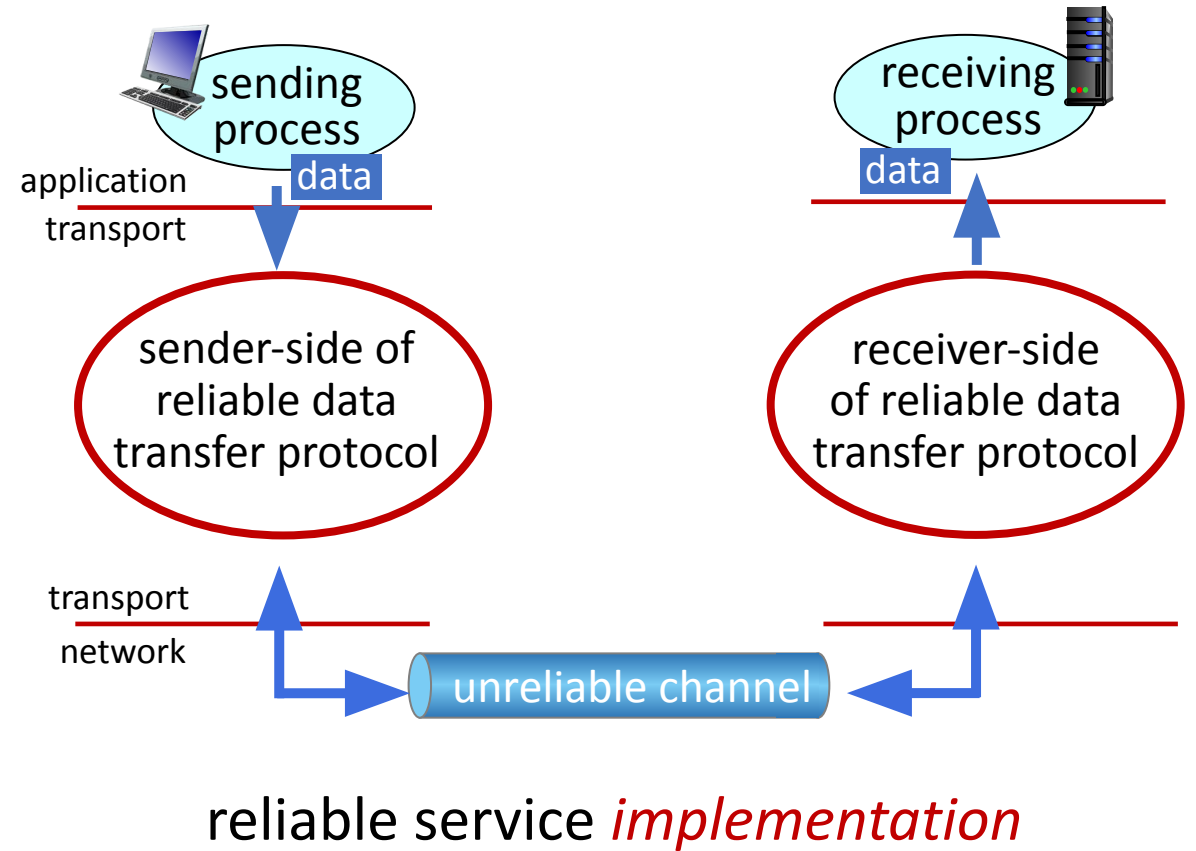 sending
process
data
application
transport
receiving
process
data
sender-side of
reliable data
transfer protocol
receiver-side
of reliable data
transfer protocol
transport
network
unreliable channel
reliable service implementation